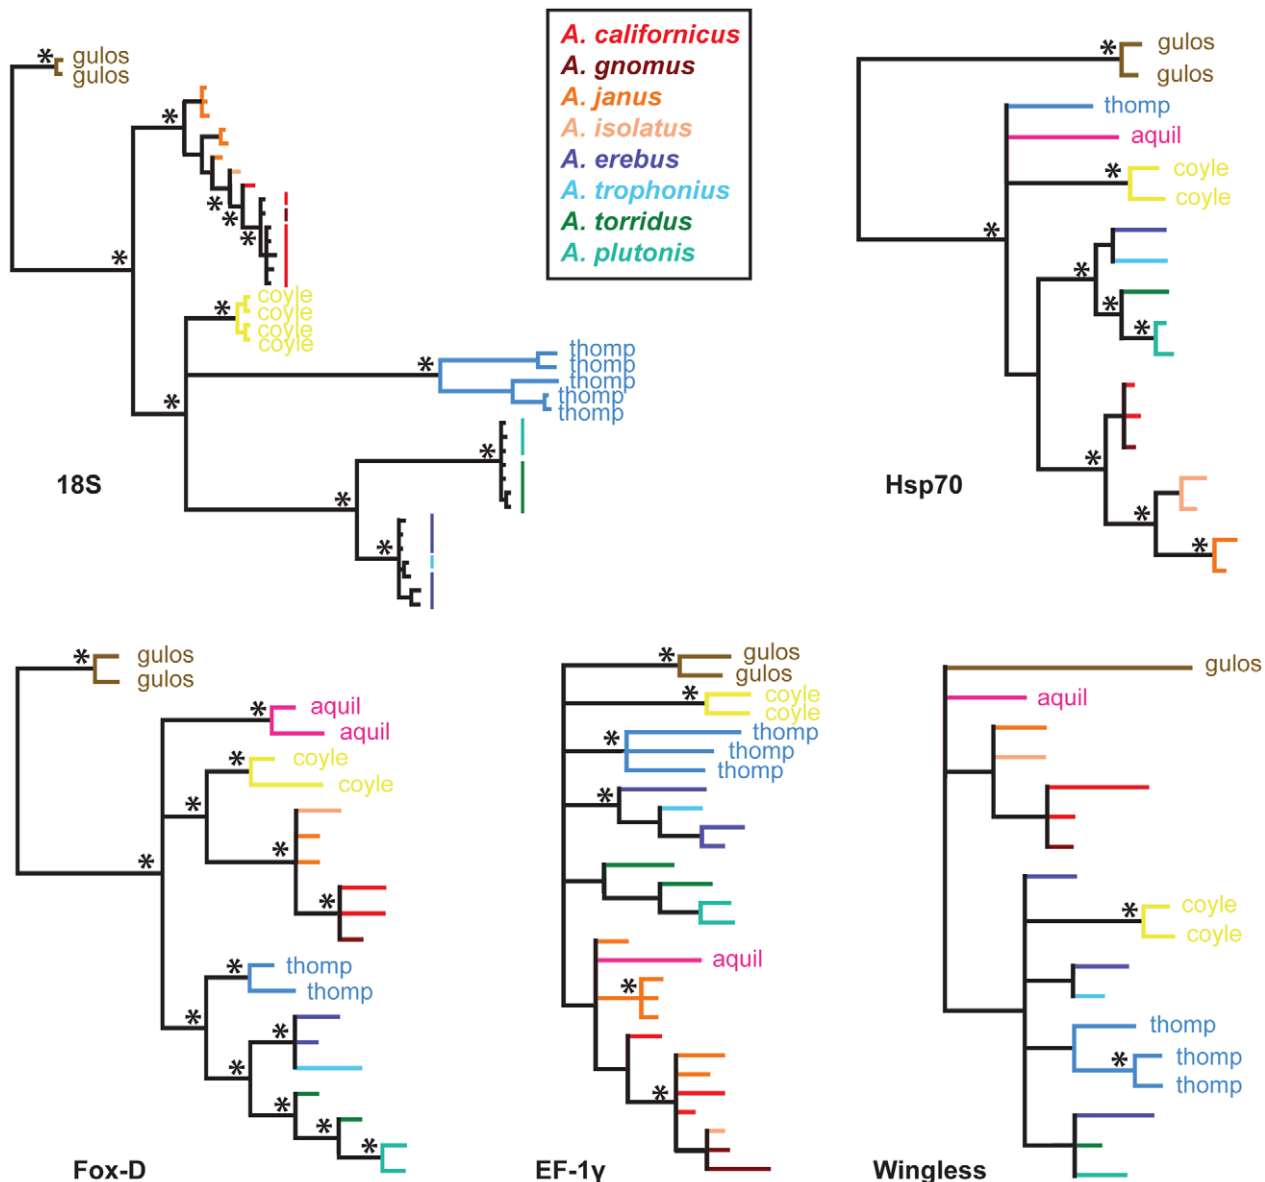 gulos
gulos
coyle
coyle
coyle
coyle
thomp
thomp
thomp
thomp
thomp
18S
A. californicus
A. gnomus
A. janus
A. isolatus
A. erebus
A. trophonius
A. torridus
A. plutonis
gulos
gulos
thomp
aquil
coyle
coyle
Hsp70
gulos
gulos
aquil
aquil
coyle
coyle
thomp
thomp
Fox-D
gulos
gulos
coyle
coyle
thomp
thomp
thomp
aquil
EF-1γ
gulos
aquil
coyle
coyle
thomp
thomp
thomp
Wingless